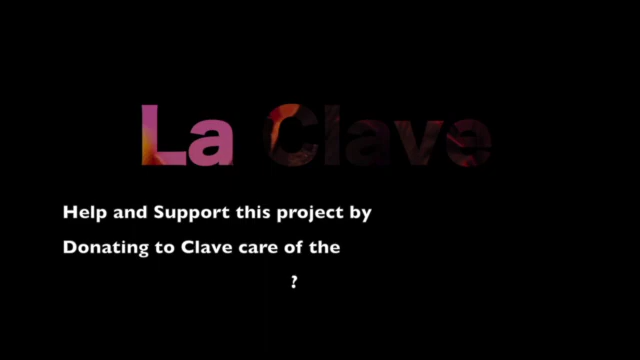 La Clave
Help and Support this project by
Donating to Clave care of the
?